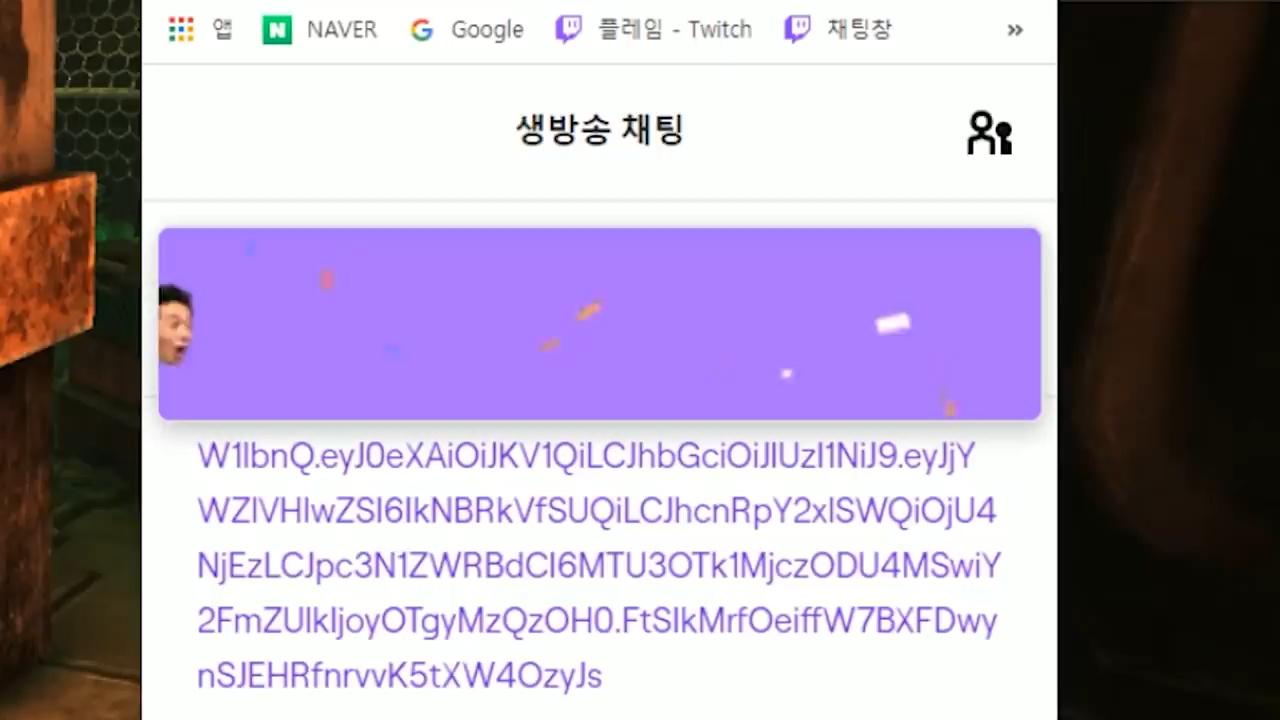 앱 NAVER Google 플레임 - Twitch 채팅창 »
생방송 채팅
W1lbnQ.eyJ0eXAiOiJKV1QiLCJhbGciOiJIUzI1NiJ9.eyJjY
WZlVHlwZSI6IkNBRkVfSUQiLCJhcnRpY2xlSWQiOjU4
NjEzLCJpc3N1ZWRBdCI6MTU3OTk1MjczODU4MSwiY
2FmZUlkIjoyOTgyMzQzOH0.FtSIkMrfOeiffW7BXFDwy
nSJEHRfnrvvK5tXW4OzyJs